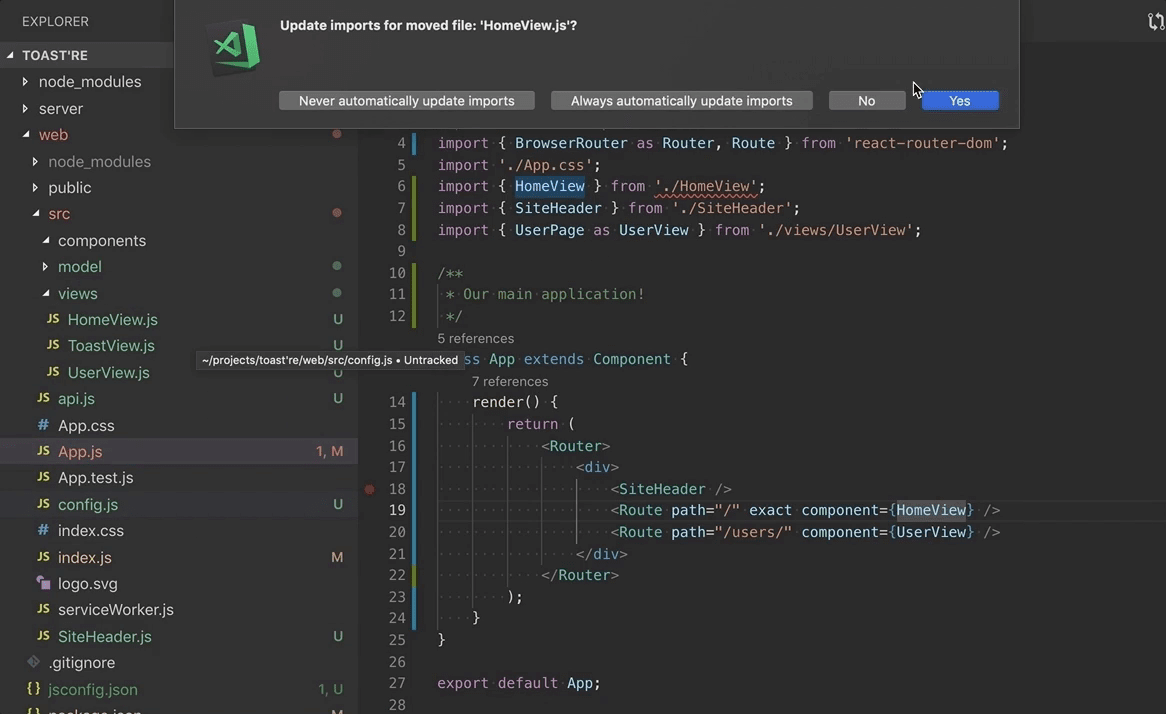 EXPLORER
TOAST'RE
node_modules
server
web
node_modules
public
src
components
model
views
JS HomeView.js U
JS ToastView.js U
JS UserView.js U
JS api.js U
# App.css
JS App.js 1, M
JS App.test.js
JS config.js U
# index.css
JS index.js M
logo.svg
JS serviceWorker.js
JS SiteHeader.js U
.gitignore
{} jsconfig.json 1, U
{} package.json M
~/projects/toast're/web/src/config.js • Untracked
Update imports for moved file: 'HomeView.js'?
Never automatically update imports
Always automatically update imports
No
Yes
4 import { BrowserRouter as Router, Route } from 'react-router-dom';
5 import './App.css';
6 import { HomeView } from './HomeView';
7 import { SiteHeader } from './SiteHeader';
8 import { UserPage as UserView } from './views/UserView';
9
10 /**
11 * Our main application!
12 */
5 references
ss App extends Component {
7 references
14 render() {
15 return (
16 <Router>
17 <div>
18 <SiteHeader />
19 <Route path="/" exact component={HomeView} />
20 <Route path="/users/" component={UserView} />
21 </div>
22 </Router>
23 );
24 }
25 }
26
27 export default App;
28